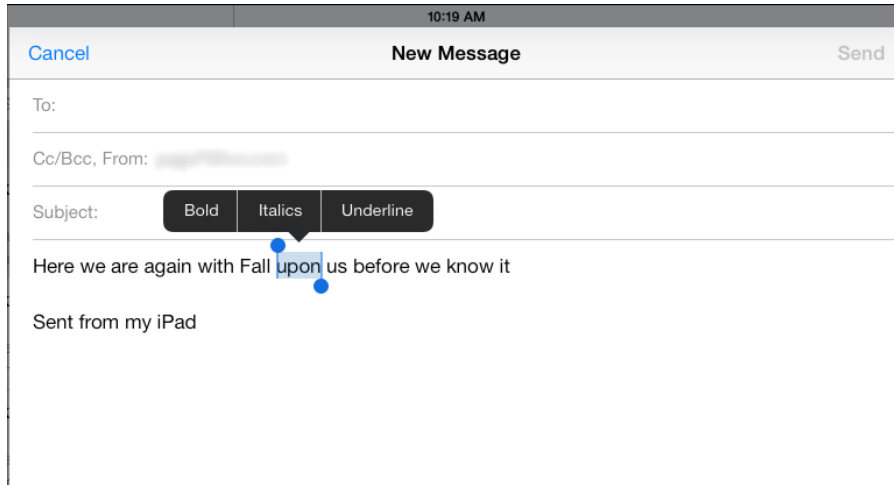 10:19 AM
Cancel New Message Send
To:
Cc/Bcc, From:
Subject:
Bold Italics Underline
Here we are again with Fall upon us before we know it
Sent from my iPad